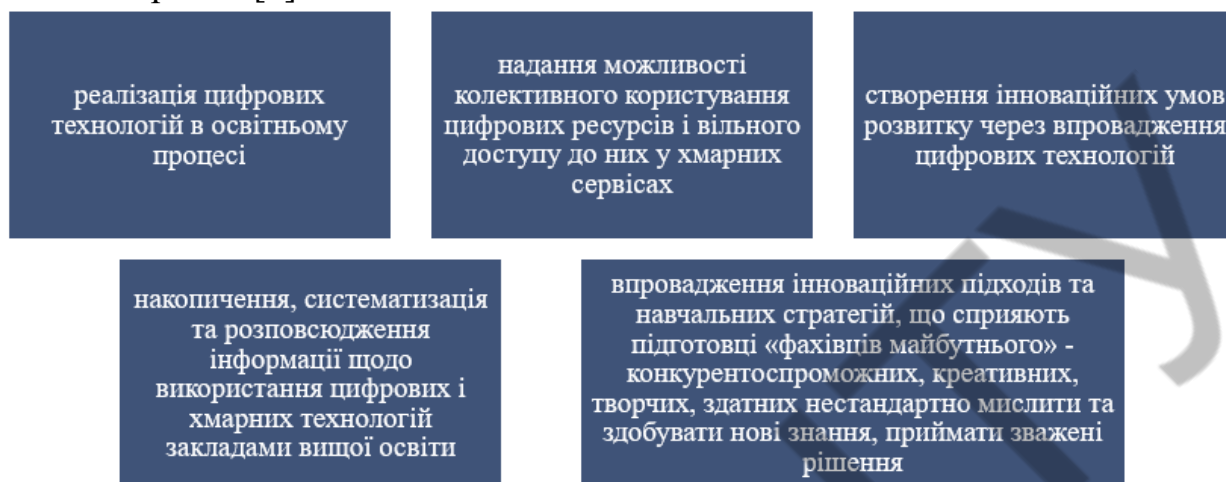 реалізація цифрових
технологій в освітньому
процесі
надання можливості
колективного користування
цифрових ресурсів і вільного
доступу до них у хмарних
сервісах
створення інноваційних умов
розвитку через впровадження
цифрових технологій
накопичення, систематизація
та розповсюдження
інформації щодо
використання цифрових і
хмарних технологій
закладами вищої освіти
впровадження інноваційних підходів та
навчальних стратегій, що сприяють
підготовці «фахівців майбутнього» -
конкурентоспроможних, креативних,
творчих, здатних нестандартно мислити та
здобувати нові знання, приймати зважені
рішення